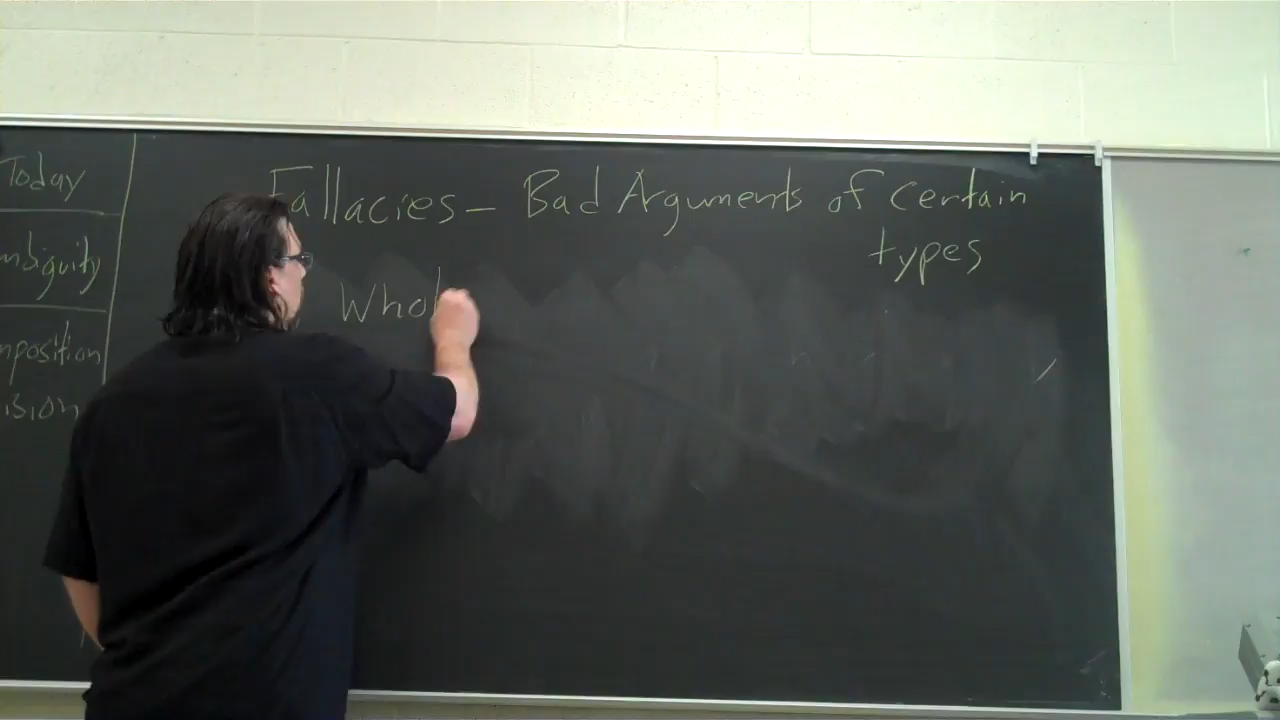 Today
mbiguity
mposition
ision
Fallacies - Bad Arguments of certain
types
Whol